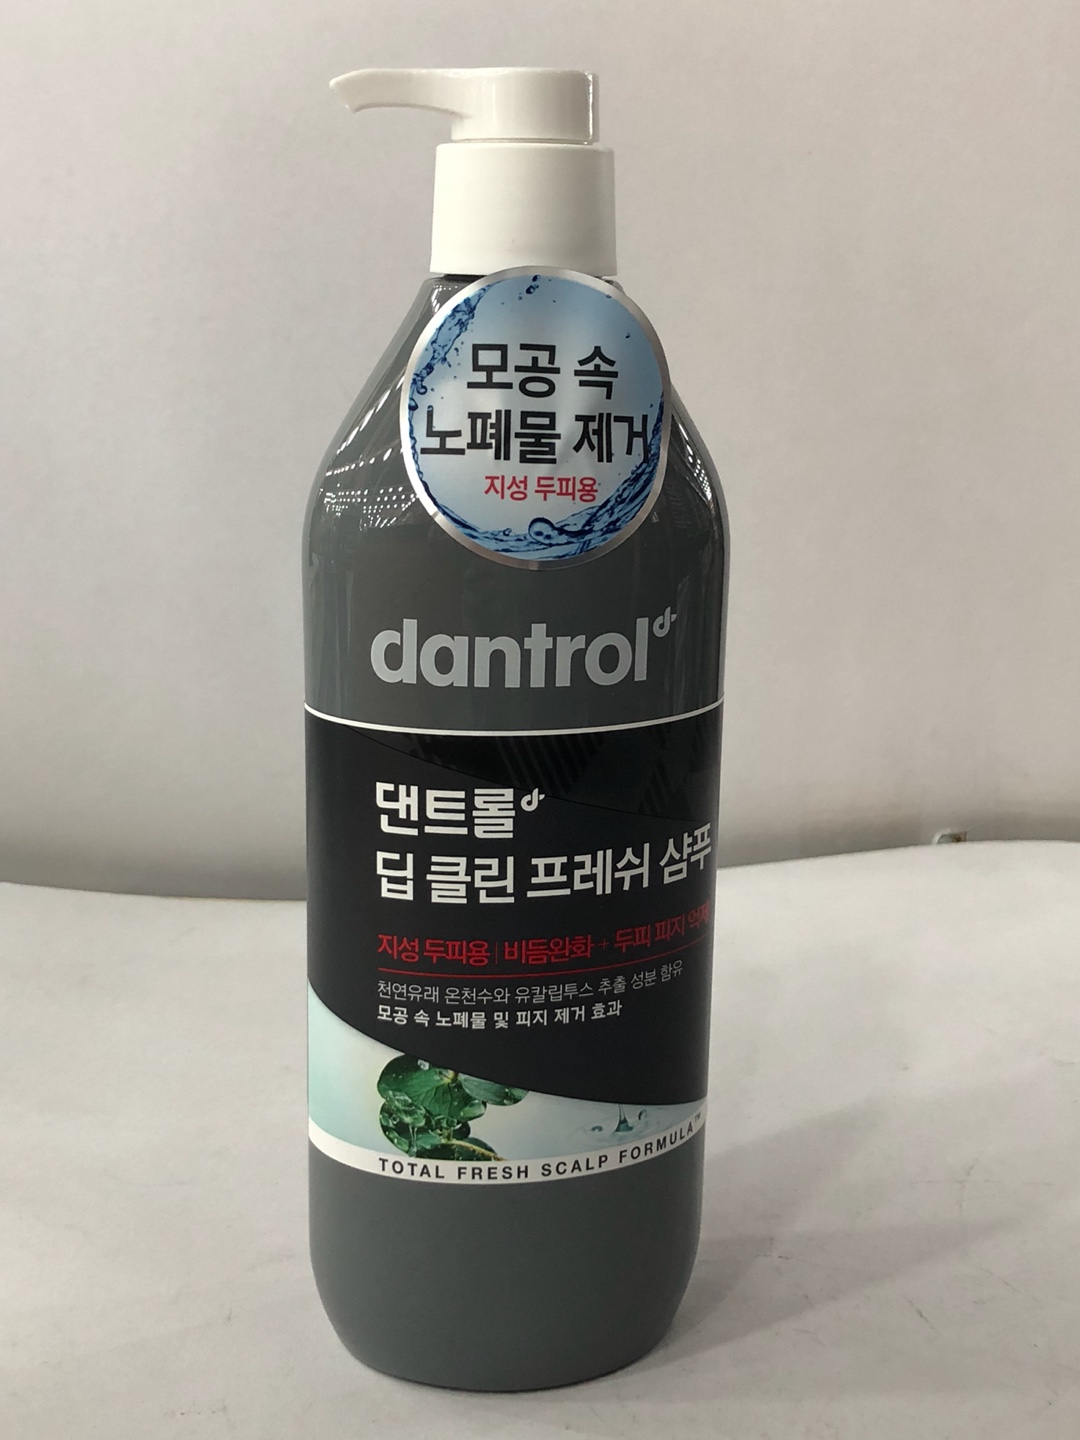 모공 속
노폐물 제거
지성 두피용
dantrol
댄트롤
딥 클린 프레쉬 샴푸
지성 두피용 | 비듬완화 + 두피 피지 억제
천연유래 온천수와 유칼립투스 추출 성분 함유
모공 속 노폐물 및 피지 제거 효과
TOTAL FRESH SCALP FORMULA™